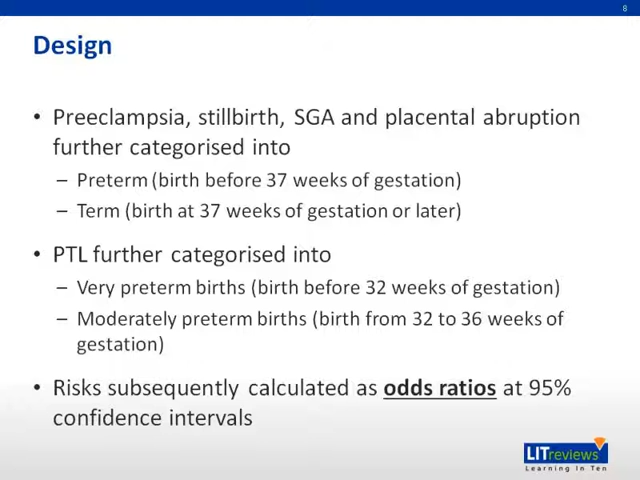 8
Design
• Preeclampsia, stillbirth, SGA and placental abruption
further categorised into
– Preterm (birth before 37 weeks of gestation)
– Term (birth at 37 weeks of gestation or later)
• PTL further categorised into
– Very preterm births (birth before 32 weeks of gestation)
– Moderately preterm births (birth from 32 to 36 weeks of
gestation)
• Risks subsequently calculated as odds ratios at 95%
confidence intervals
LITreviews
Learning In Ten